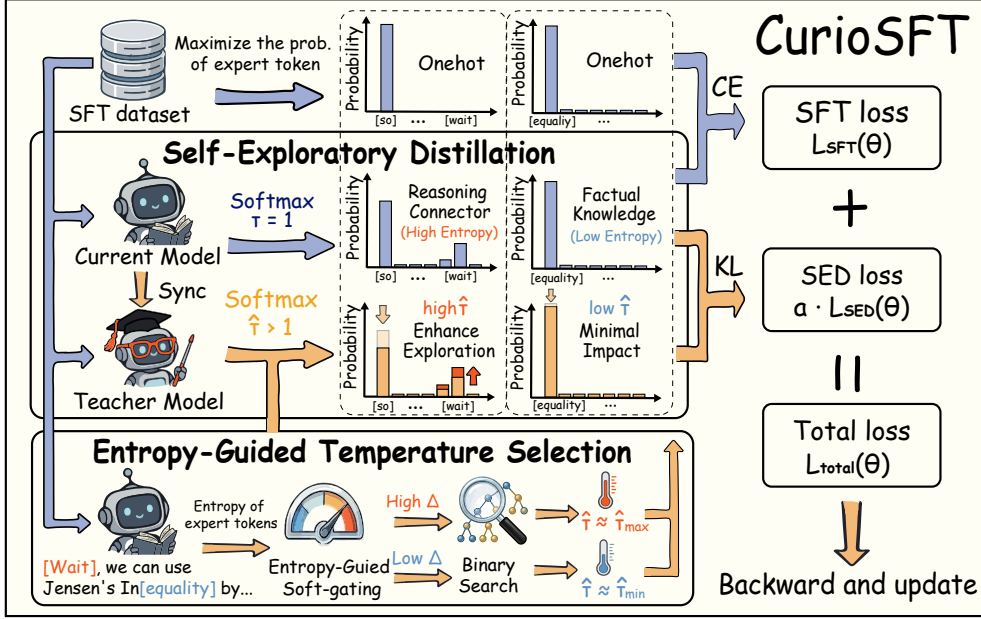 CurioSFT
SFT dataset
Maximize the prob.
of expert token
Probability
Onehot
[so] ... [wait]
Probability
Onehot
[equaliy] ...
CE
SFT loss
LSFT(θ)
+
SED loss
a · LSED(θ)
=
Total loss
Ltotal(θ)
Backward and update
Self-Exploratory Distillation
Current Model
Softmax
τ = 1
Probability
Reasoning
Connector
(High Entropy)
[so] ... [wait]
Probability
Factual
Knowledge
(Low Entropy)
[equality] ...
KL
Sync
Teacher Model
Softmax
τ̂ > 1
Probability
high τ̂
Enhance
Exploration
[so] ... [wait]
Probability
low τ̂
Minimal
Impact
[equality] ...
Entropy-Guided Temperature Selection
[Wait], we can use
Jensen's In[equality] by...
Entropy of
expert tokens
Entropy-Guied
Soft-gating
High Δ
Low Δ
Binary
Search
τ̂ ≈ τ̂max
τ̂ ≈ τ̂min